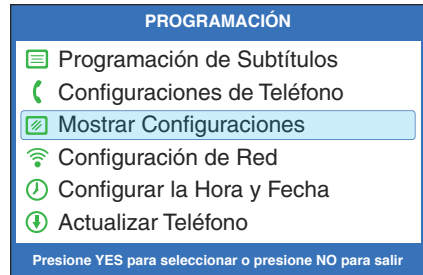 PROGRAMACIÓN
Programación de Subtítulos
Configuraciones de Teléfono
Mostrar Configuraciones
Configuración de Red
Configurar la Hora y Fecha
Actualizar Teléfono
Presione YES para seleccionar o presione NO para salir